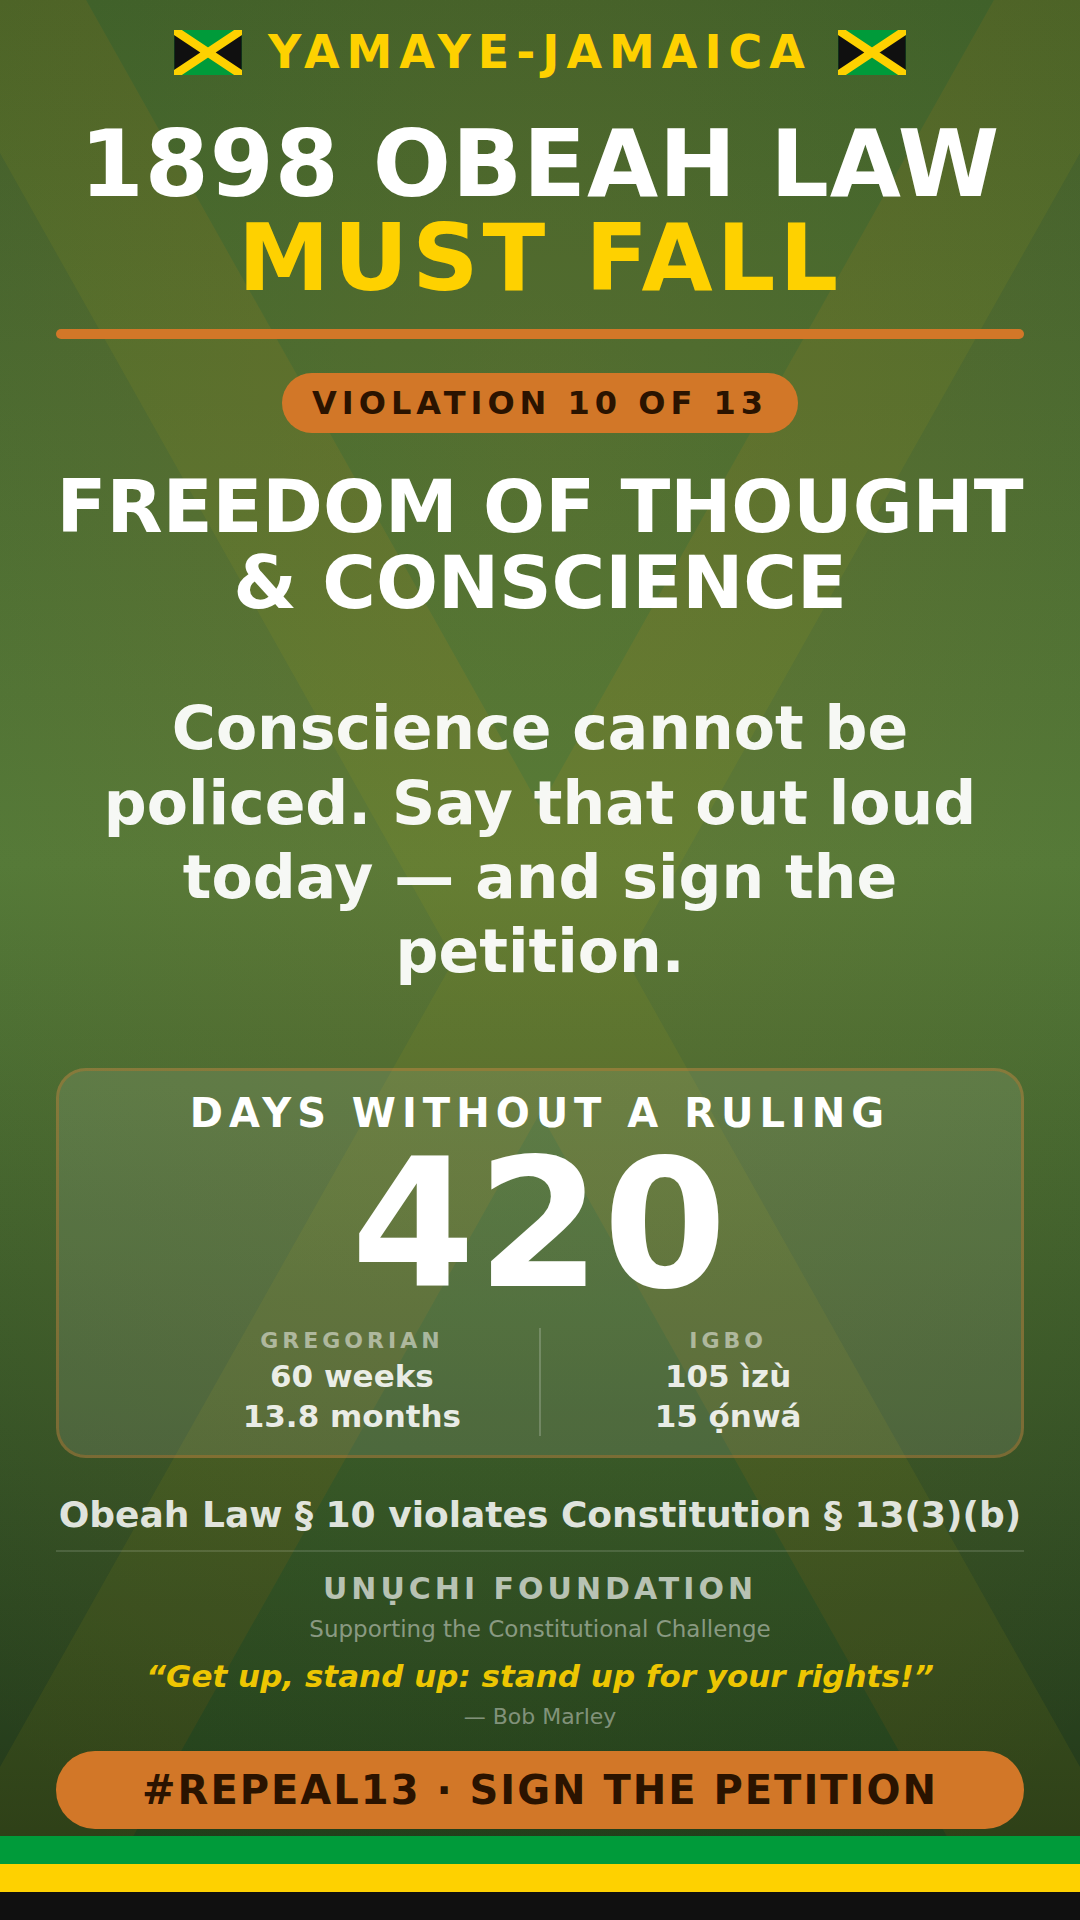 YAMAYE-JAMAICA
1898 OBEAH LAW
MUST FALL
VIOLATION 10 OF 13
FREEDOM OF THOUGHT
& CONSCIENCE
Conscience cannot be
policed. Say that out loud
today — and sign the
petition.
DAYS WITHOUT A RULING
420
GREGORIAN
60 weeks
13.8 months
IGBO
105 ìzù
15 ọ́nwá
Obeah Law § 10 violates Constitution § 13(3)(b)
UNỤCHI FOUNDATION
Supporting the Constitutional Challenge
“Get up, stand up: stand up for your rights!”
— Bob Marley
#REPEAL13 · SIGN THE PETITION